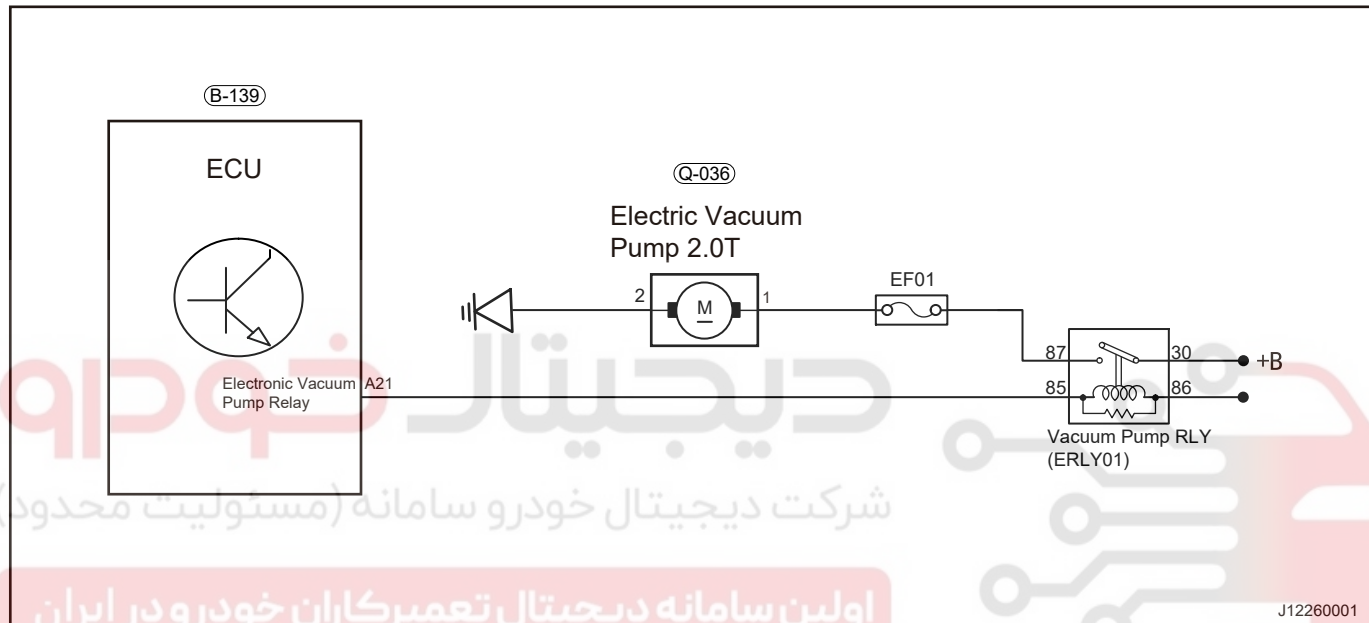 B-139
ECU
Q-036
Electric Vacuum
Pump 2.0T
EF01
2
M
1
87
30
+B
Electronic Vacuum
Pump Relay
A21
85
86
Vacuum Pump RLY
(ERLY01)
دیجیتال خودرو
شرکت دیجیتال خودرو سامانه (مسئولیت محدود)
اولین سامانه دیجیتال تعمیرکاران خودرو در ایران
J12260001